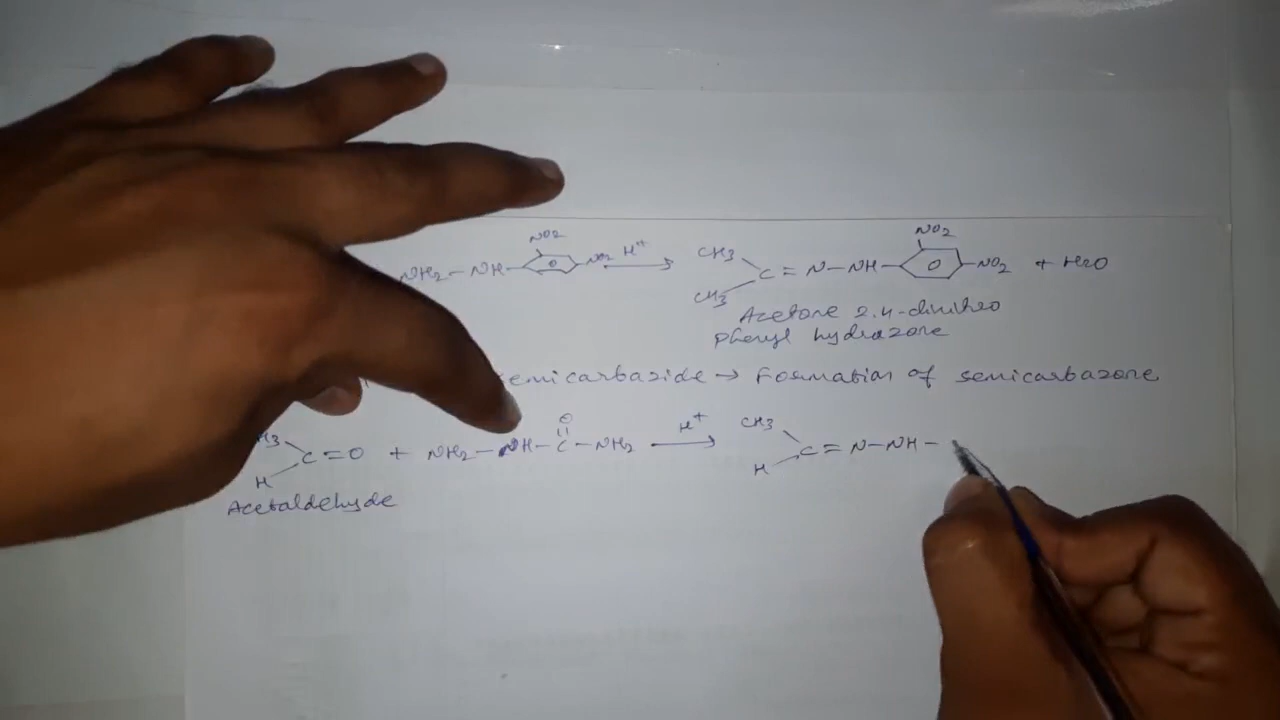 NO2 NO2
NH2 - NH - NO2 H+ → CH3 C = N - NH - NO2 + H2O
CH3
Acetone 2.4-dinitro
phenyl hydrazone
semicarbazide → Formation of semicarbazone
O H+ CH3
C = O + NH2 - NH - C - NH2 → C = N - NH -
H H
Acetaldehyde